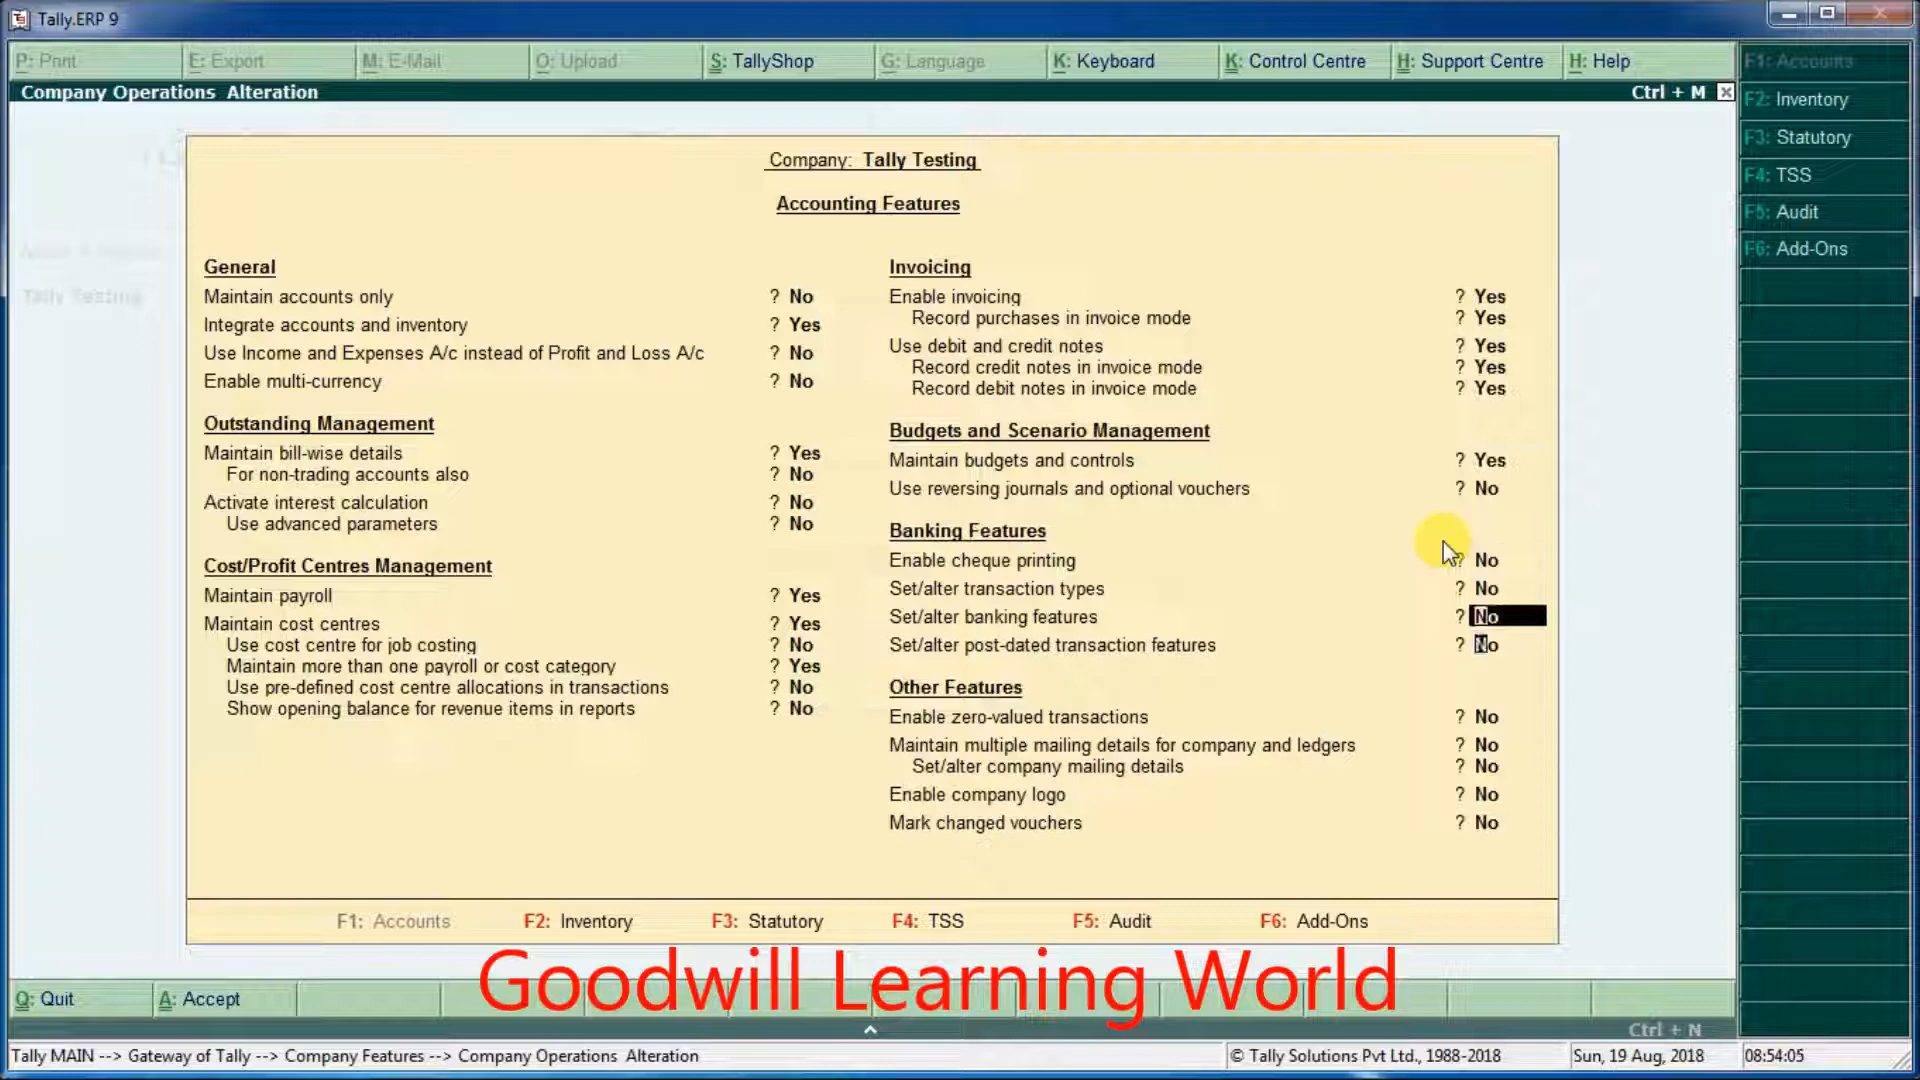 Tally.ERP 9
P: Print E: Export M: E-Mail O: Upload S: TallyShop G: Language K: Keyboard K: Control Centre H: Support Centre H: Help F1: Accounts
Company Operations Alteration Ctrl + M
F2: Inventory
F3: Statutory
F4: TSS
F5: Audit
F6: Add-Ons
Company: Tally Testing
Accounting Features
General
Maintain accounts only ? No
Integrate accounts and inventory ? Yes
Use Income and Expenses A/c instead of Profit and Loss A/c ? No
Enable multi-currency ? No
Outstanding Management
Maintain bill-wise details ? Yes
For non-trading accounts also ? No
Activate interest calculation ? No
Use advanced parameters ? No
Cost/Profit Centres Management
Maintain payroll ? Yes
Maintain cost centres ? Yes
Use cost centre for job costing ? No
Maintain more than one payroll or cost category ? Yes
Use pre-defined cost centre allocations in transactions ? No
Show opening balance for revenue items in reports ? No
Invoicing
Enable invoicing ? Yes
Record purchases in invoice mode ? Yes
Use debit and credit notes ? Yes
Record credit notes in invoice mode ? Yes
Record debit notes in invoice mode ? Yes
Budgets and Scenario Management
Maintain budgets and controls ? Yes
Use reversing journals and optional vouchers ? No
Banking Features
Enable cheque printing ? No
Set/alter transaction types ? No
Set/alter banking features ? No
Set/alter post-dated transaction features ? No
Other Features
Enable zero-valued transactions ? No
Maintain multiple mailing details for company and ledgers ? No
Set/alter company mailing details ? No
Enable company logo ? No
Mark changed vouchers ? No
Tally Testing
F1: Accounts F2: Inventory F3: Statutory F4: TSS F5: Audit F6: Add-Ons
Goodwill Learning World
Q: Quit A: Accept
Ctrl + N
Tally MAIN --> Gateway of Tally --> Company Features --> Company Operations Alteration © Tally Solutions Pvt Ltd., 1988-2018 Sun, 19 Aug, 2018 08:54:05